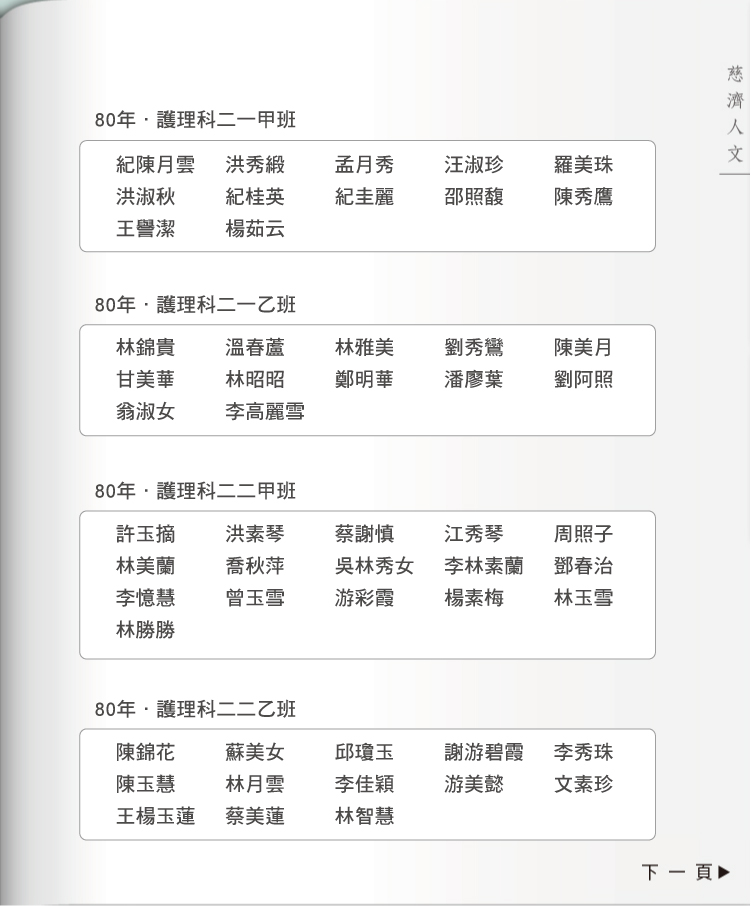 慈濟人文
80年．護理科二一甲班
紀陳月雲 洪秀緞 孟月秀 汪淑珍 羅美珠
洪淑秋 紀桂英 紀圭麗 邵照馥 陳秀鷹
王譽潔 楊茹云
80年．護理科二一乙班
林錦貴 溫春蘆 林雅美 劉秀鸞 陳美月
甘美華 林昭昭 鄭明華 潘廖葉 劉阿照
翁淑女 李高麗雪
80年．護理科二二甲班
許玉摘 洪素琴 蔡謝慎 江秀琴 周照子
林美蘭 喬秋萍 吳林秀女 李林素蘭 鄧春治
李憶慧 曾玉雪 游彩霞 楊素梅 林玉雪
林勝勝
80年．護理科二二乙班
陳錦花 蘇美女 邱瓊玉 謝游碧霞 李秀珠
陳玉慧 林月雲 李佳穎 游美懿 文素珍
王楊玉蓮 蔡美蓮 林智慧
下一頁▶